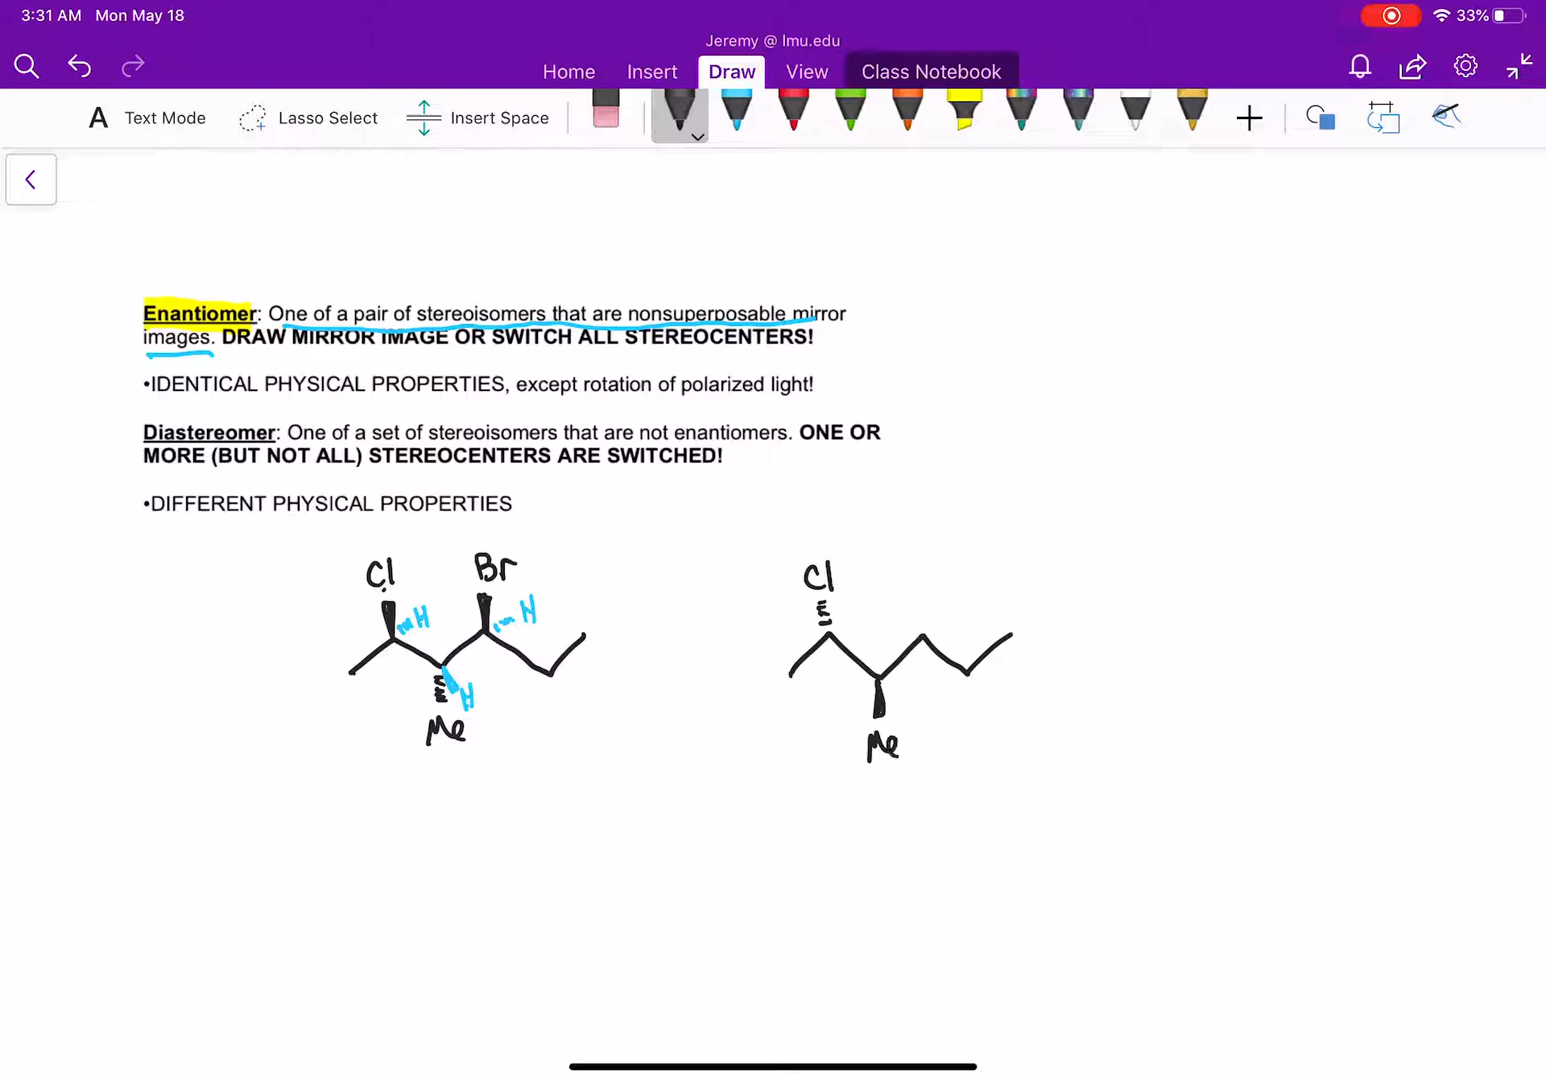 3:31 AM Mon May 18
33%
Jeremy @ lmu.edu
Home Insert Draw View Class Notebook
A Text Mode Lasso Select Insert Space
Enantiomer: One of a pair of stereoisomers that are nonsuperposable mirror
images. DRAW MIRROR IMAGE OR SWITCH ALL STEREOCENTERS!
•IDENTICAL PHYSICAL PROPERTIES, except rotation of polarized light!
Diastereomer: One of a set of stereoisomers that are not enantiomers. ONE OR
MORE (BUT NOT ALL) STEREOCENTERS ARE SWITCHED!
•DIFFERENT PHYSICAL PROPERTIES
Cl Br Cl
H H
H
Me Me